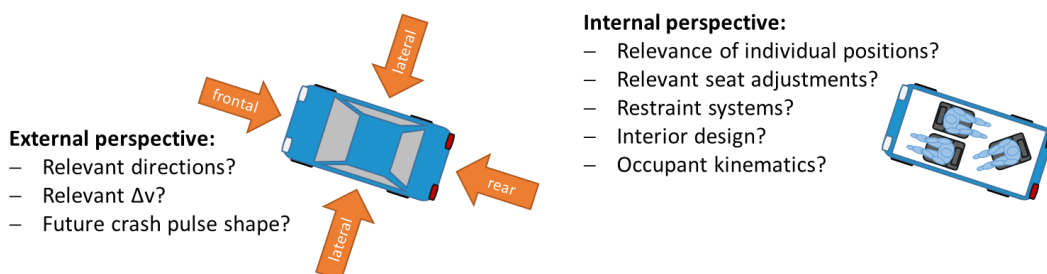 External perspective:
– Relevant directions?
– Relevant Δv?
– Future crash pulse shape?
frontal
lateral
rear
lateral
Internal perspective:
– Relevance of individual positions?
– Relevant seat adjustments?
– Restraint systems?
– Interior design?
– Occupant kinematics?